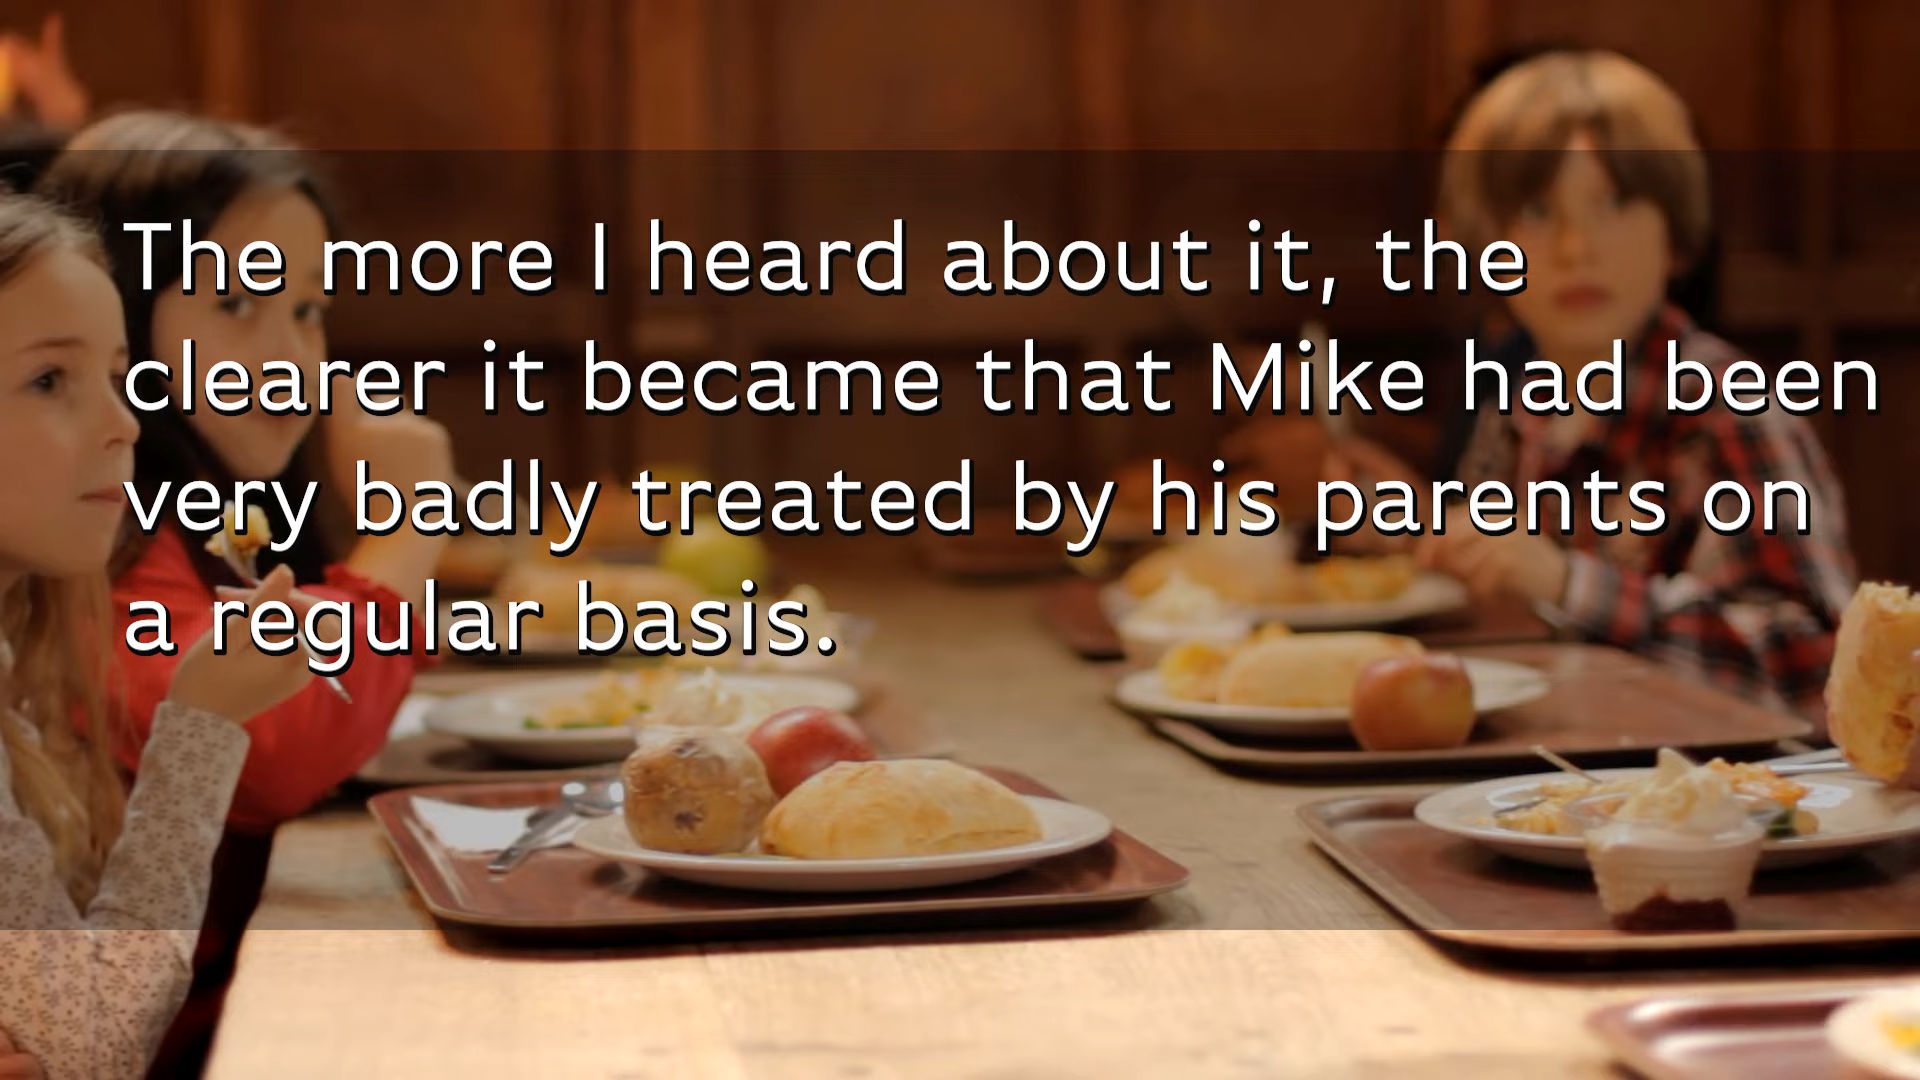 The more I heard about it, the
clearer it became that Mike had been
very badly treated by his parents on
a regular basis.